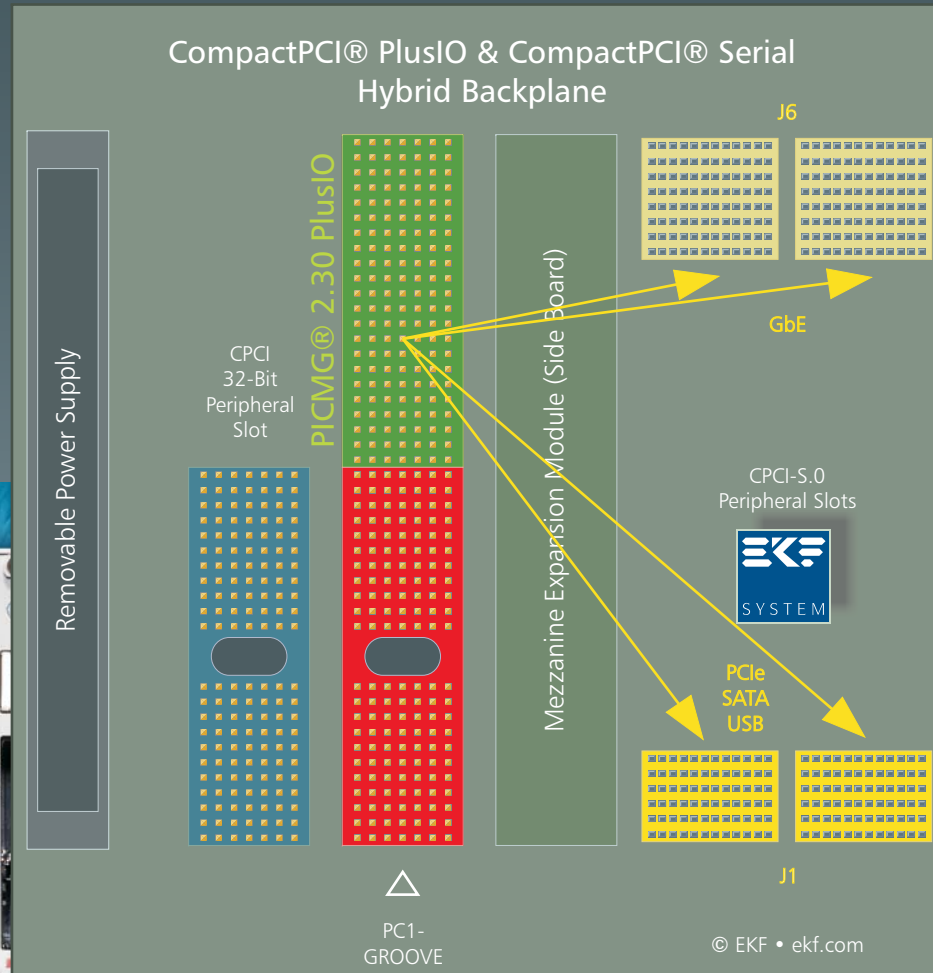 CompactPCI® PlusIO & CompactPCI® Serial
Hybrid Backplane
J6
PICMG® 2.30 PlusIO
GbE
CPCI
32-Bit
Peripheral
Slot
Removable Power Supply
Mezzanine Expansion Module (Side Board)
CPCI-S.0
Peripheral Slots
EKF
SYSTEM
PCIe
SATA
USB
J1
PC1-
GROOVE
© EKF • ekf.com